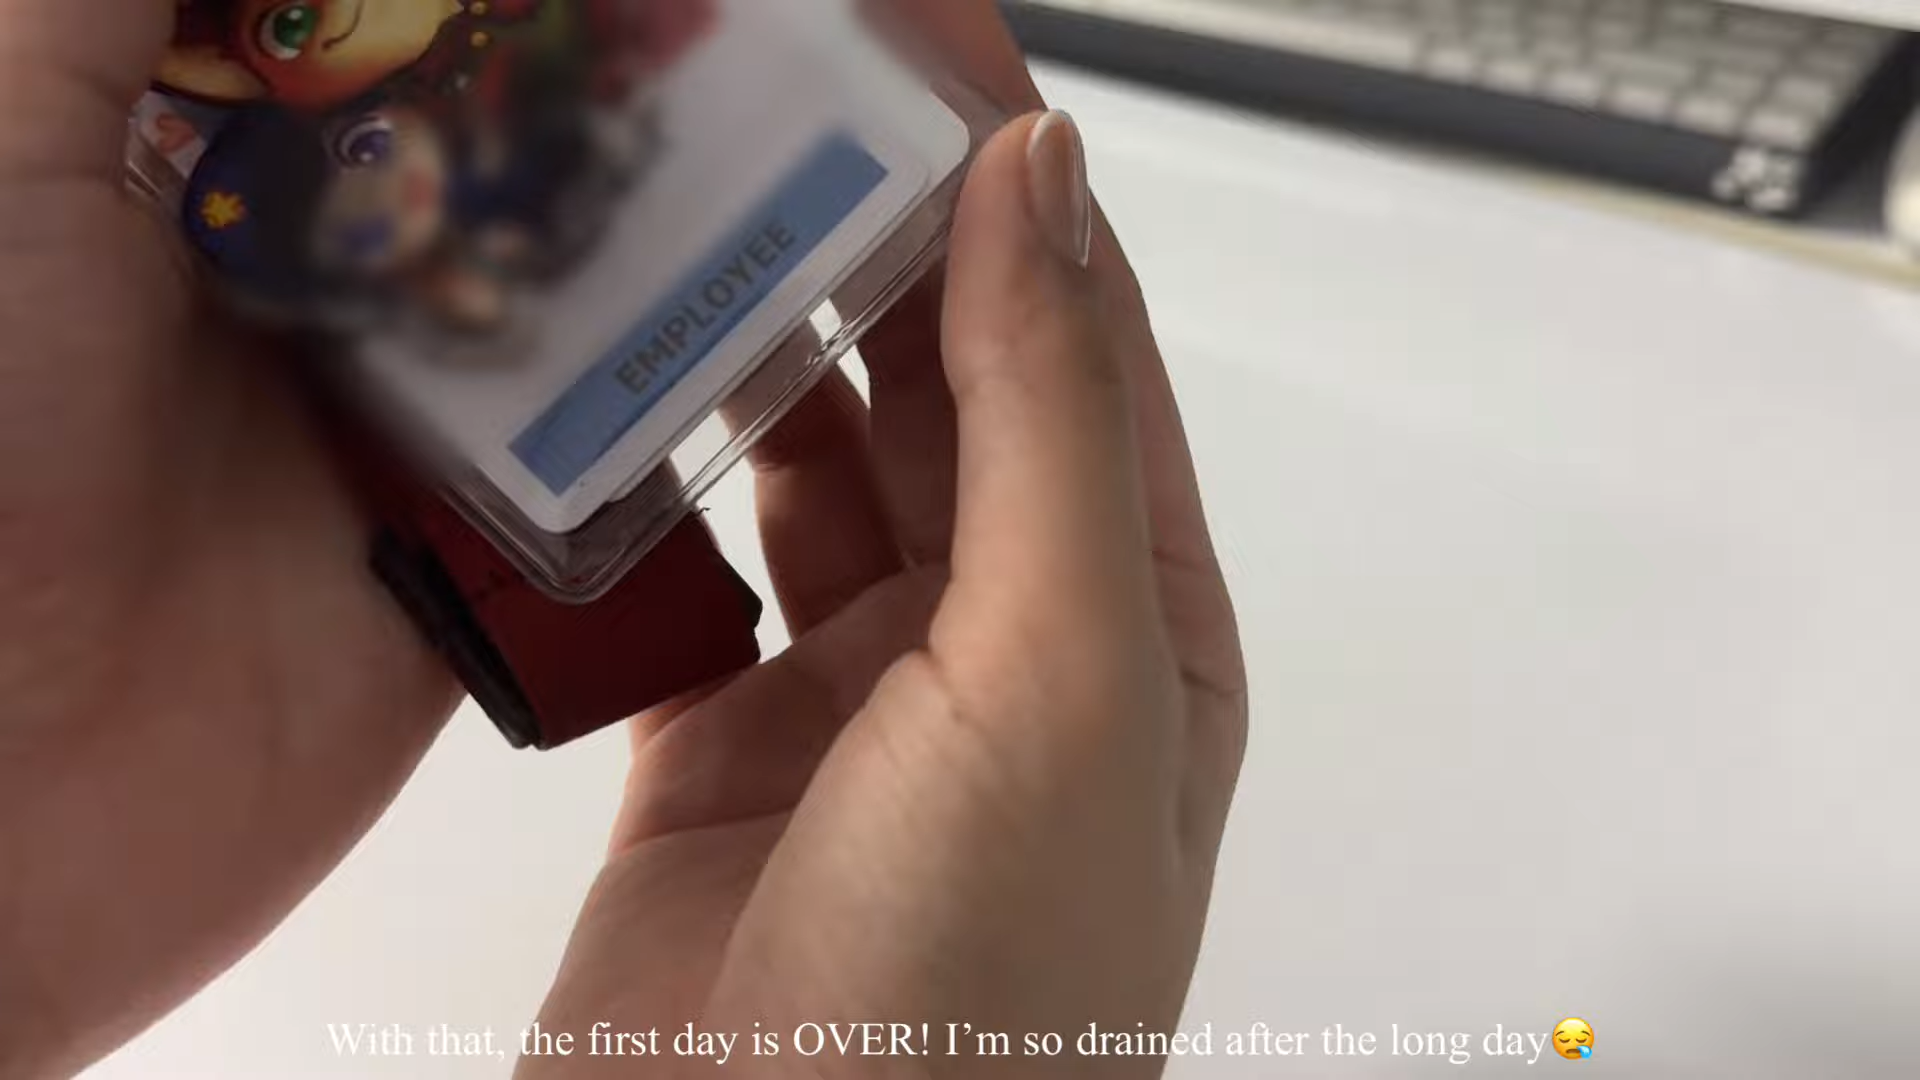 EMPLOYEE
With that, the first day is OVER! I’m so drained after the long day😪